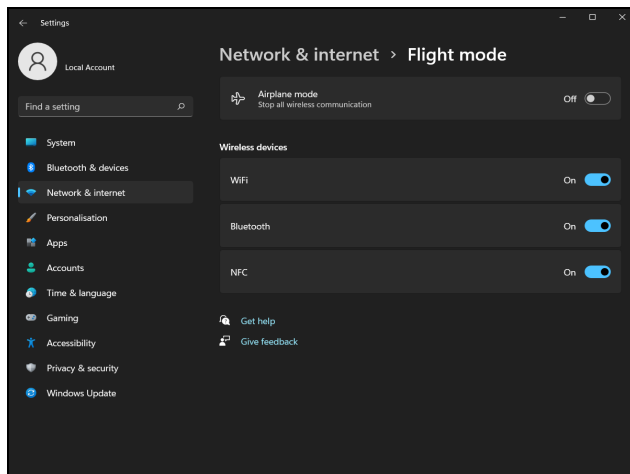 Settings
Local Account
Find a setting
System
Bluetooth & devices
Network & internet
Personalisation
Apps
Accounts
Time & language
Gaming
Accessibility
Privacy & security
Windows Update
Network & internet > Flight mode
Airplane mode
Stop all wireless communication
Off
Wireless devices
WiFi On
Bluetooth On
NFC On
Get help
Give feedback